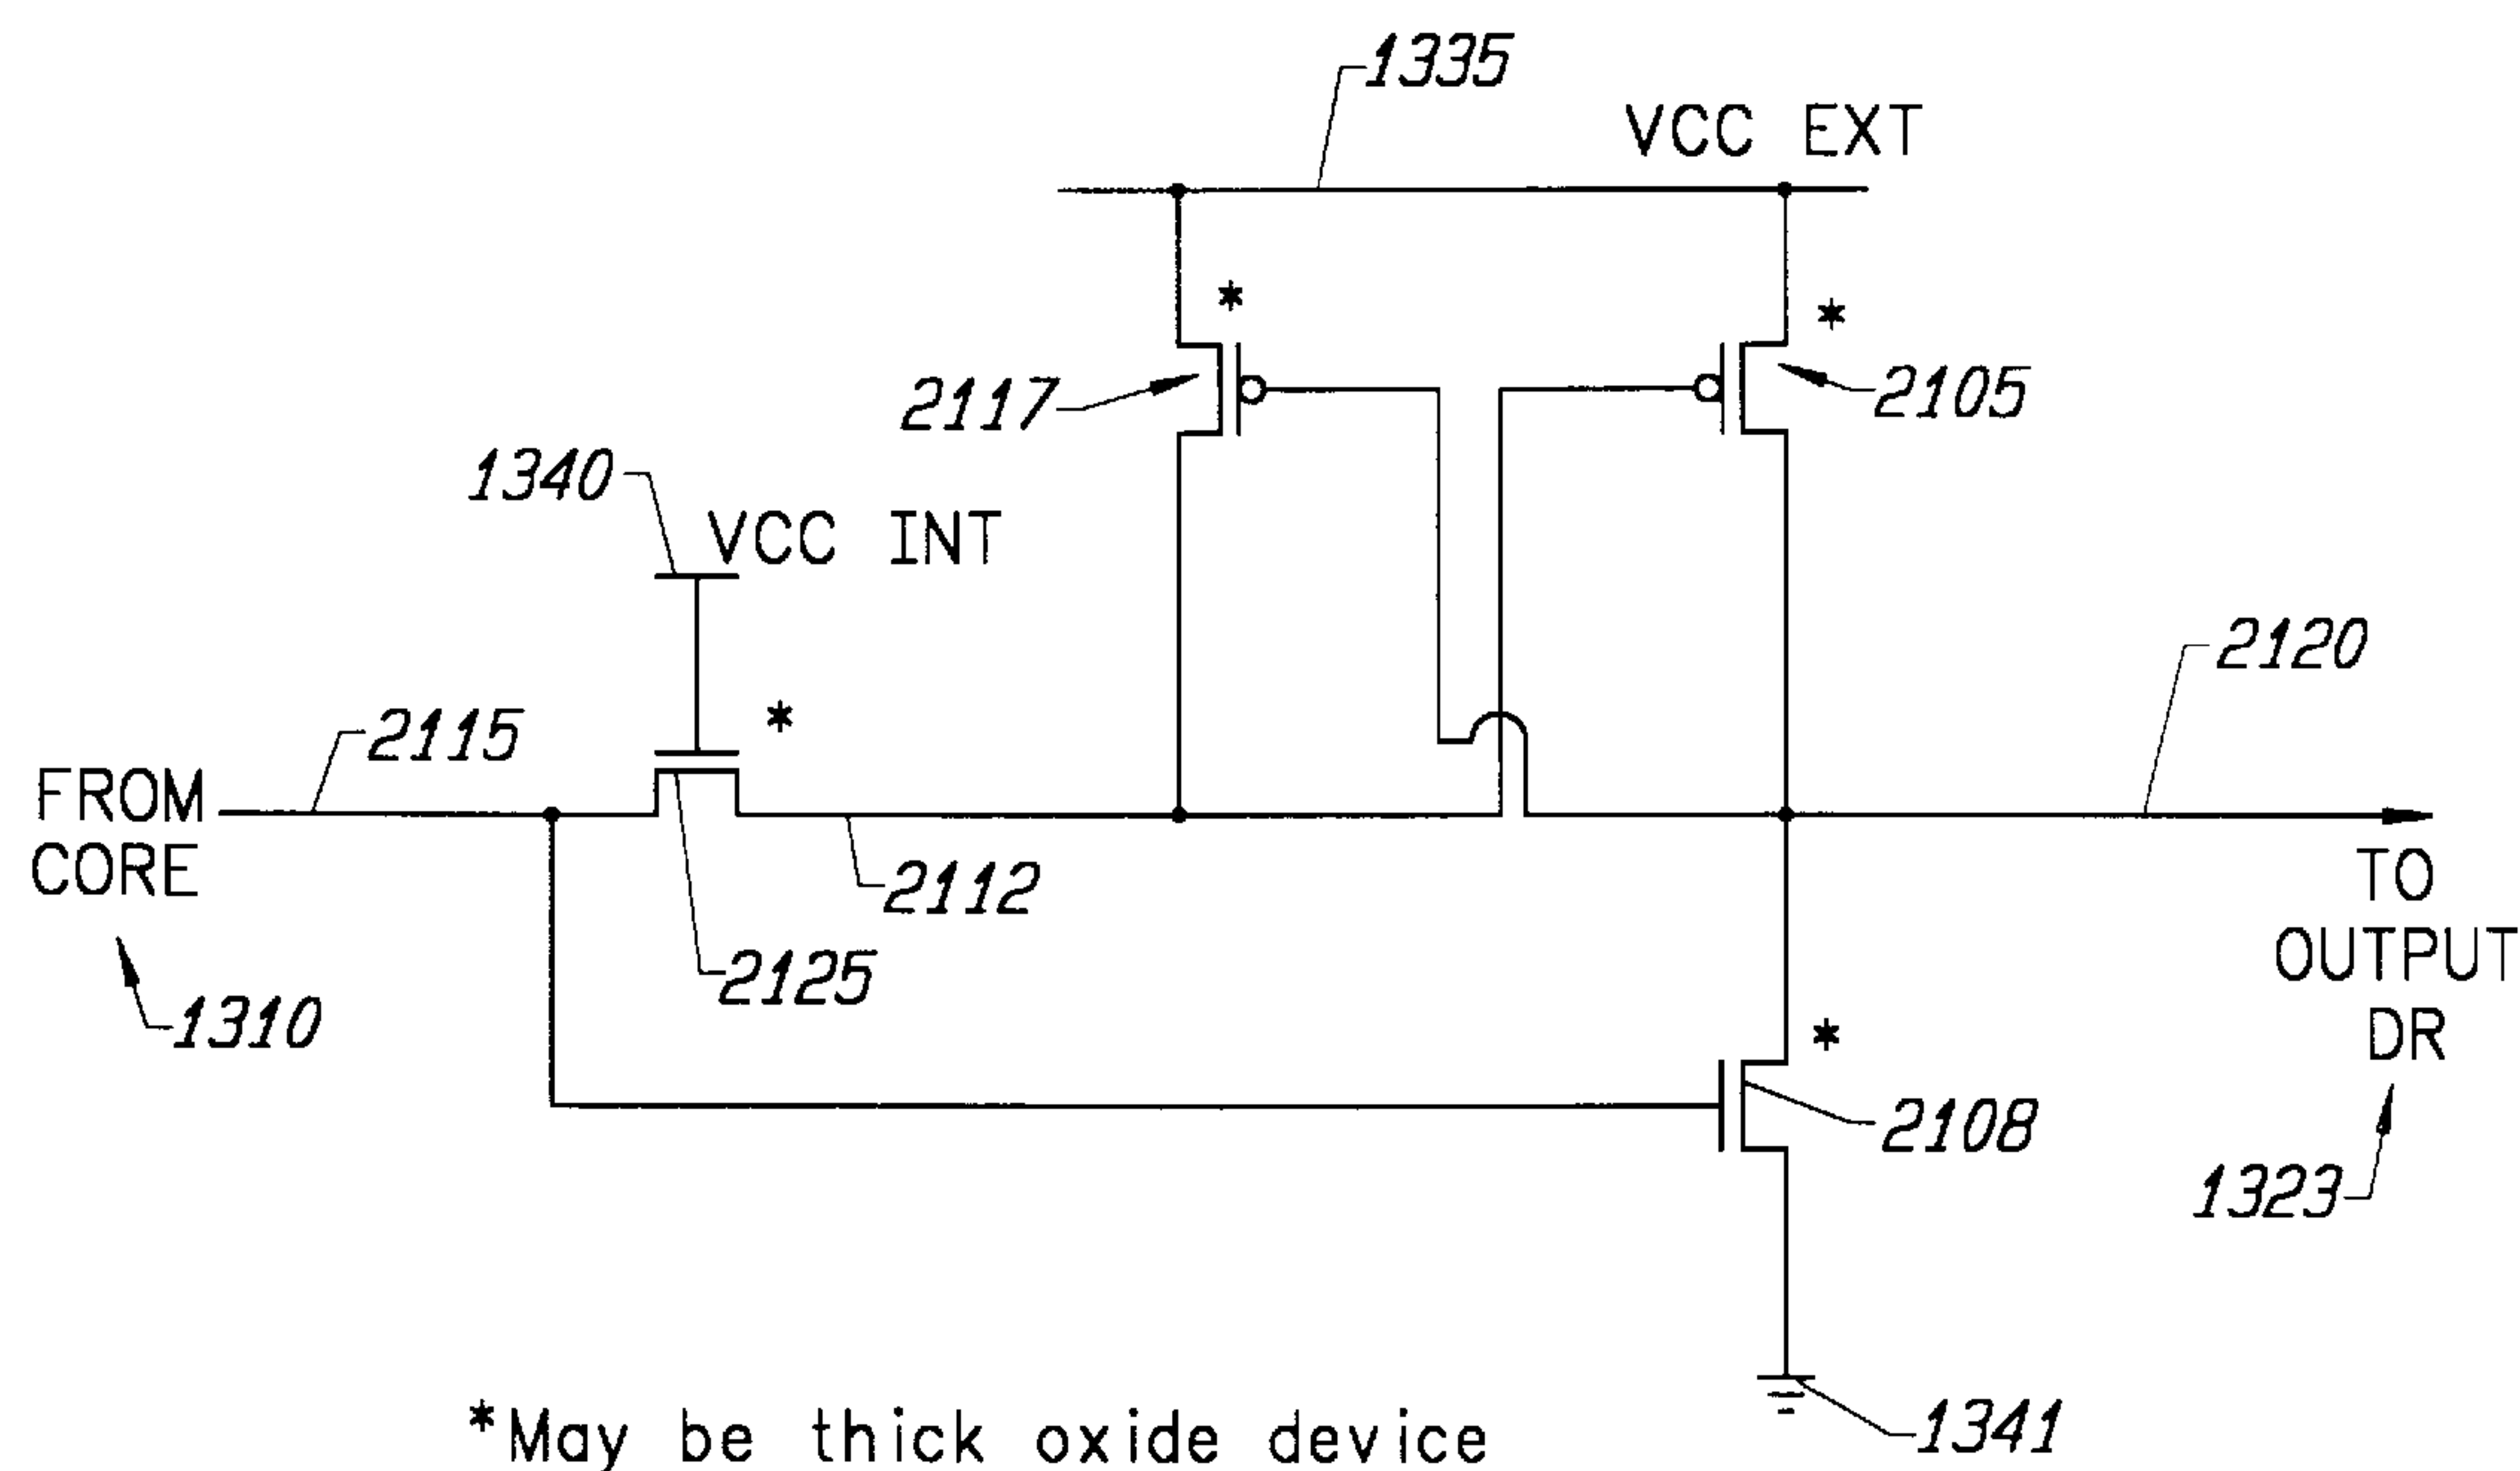 1335
VCC EXT
*
*
2117
2105
1340
VCC INT
2120
2115
*
FROM
CORE
2112
TO
OUTPUT
DR
2125
1310
*
2108
1323
*May be thick oxide device
1341